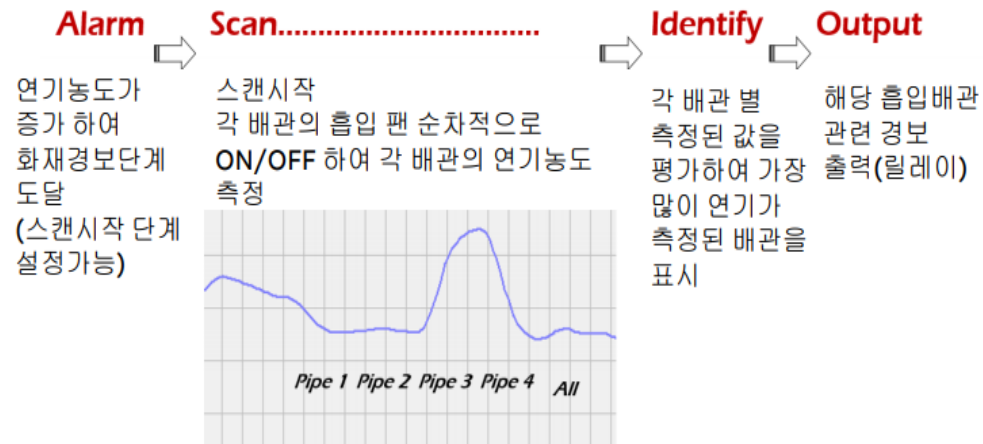 Alarm
Scan.................................
Identify
Output
연기농도가
증가 하여
화재경보단계
도달
(스캔시작 단계
설정가능)
스캔시작
각 배관의 흡입 팬 순차적으로
ON/OFF 하여 각 배관의 연기농도
측정
각 배관 별
측정된 값을
평가하여 가장
많이 연기가
측정된 배관을
표시
해당 흡입배관
관련 경보
출력(릴레이)
Pipe 1 Pipe 2 Pipe 3 Pipe 4 All